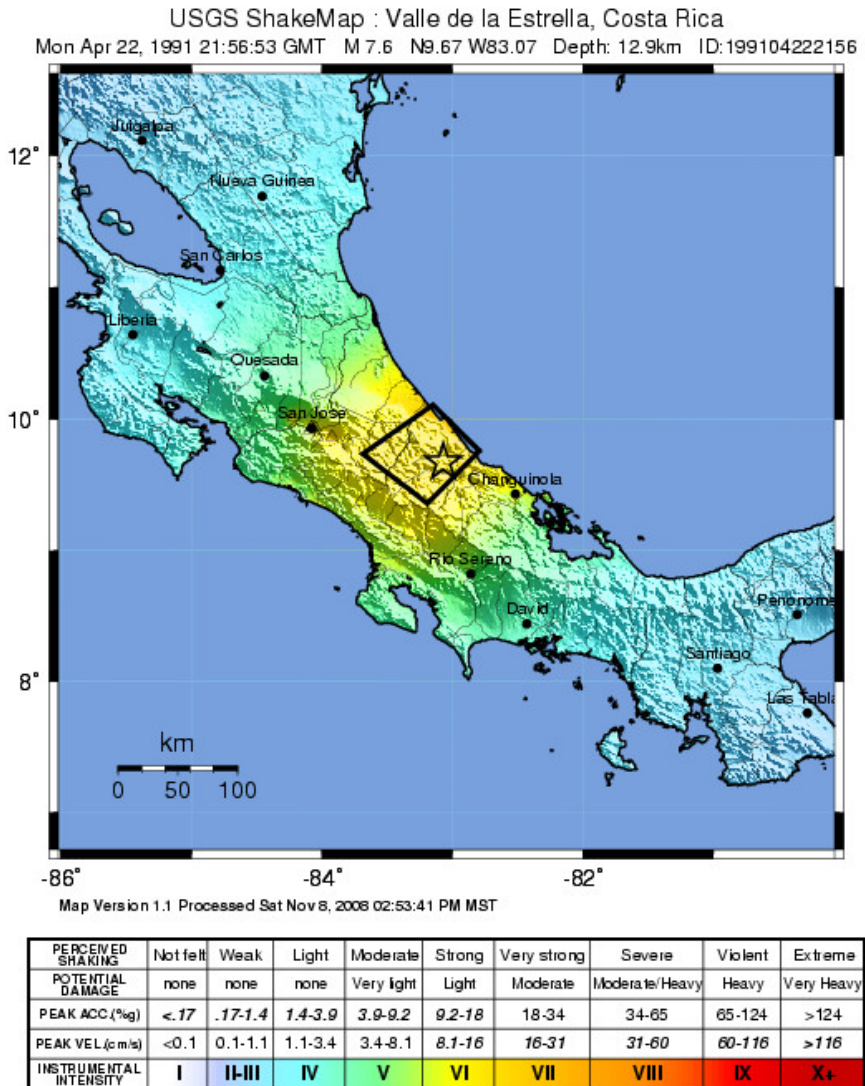 USGS ShakeMap : Valle de la Estrella, Costa Rica
Mon Apr 22, 1991 21:56:53 GMT M 7.6 N9.67 W83.07 Depth: 12.9km ID:199104222156
Juigalpa
12°
Nueva Guinea
San Carlos
Liberia
Quesada
10°
San Jose
Changuinola
Rio Sereno
Penonome
David
Santiago
8°
Las Tabla
km
0 50 100
-86° -84° -82°
Map Version 1.1 Processed Sat Nov 8, 2008 02:53:41 PM MST
PERCEIVED SHAKING Not felt Weak Light Moderate Strong Very strong Severe Violent Extreme
POTENTIAL DAMAGE none none none Very light Light Moderate Moderate/Heavy Heavy Very Heavy
PEAK ACC.(%g) <.17 .17-1.4 1.4-3.9 3.9-9.2 9.2-18 18-34 34-65 65-124 >124
PEAK VEL.(cm/s) <0.1 0.1-1.1 1.1-3.4 3.4-8.1 8.1-16 16-31 31-60 60-116 >116
INSTRUMENTAL INTENSITY I II-III IV V VI VII VIII IX X+